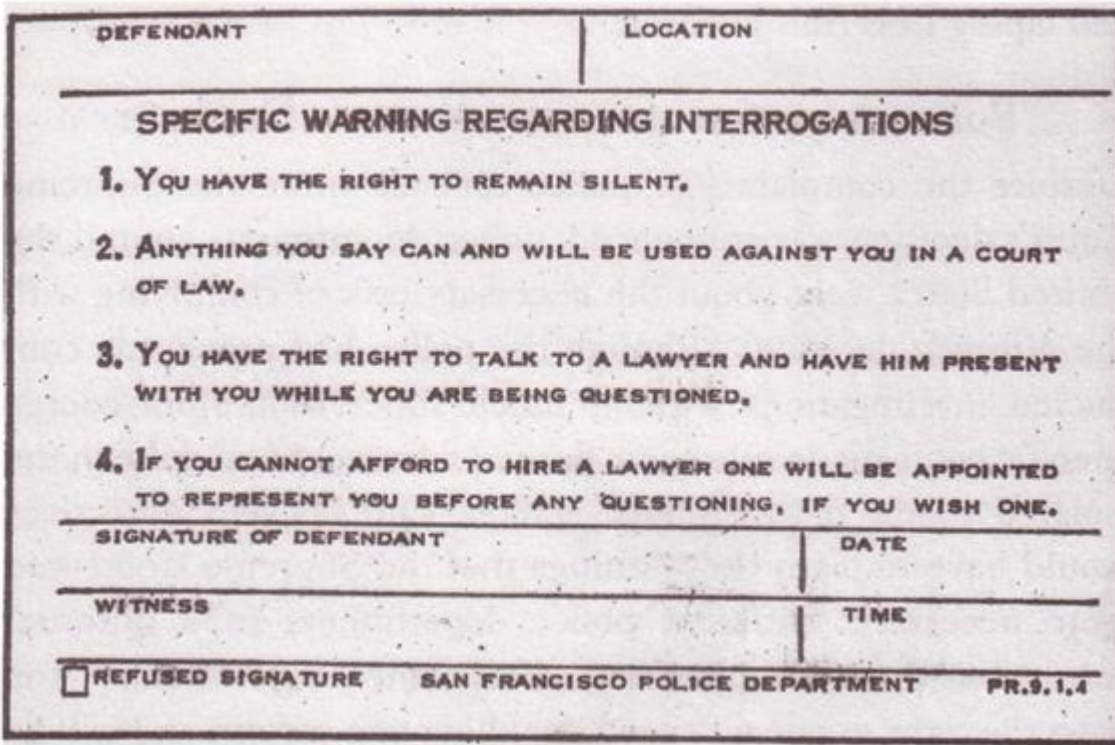 DEFENDANT LOCATION
SPECIFIC WARNING REGARDING INTERROGATIONS
1. YOU HAVE THE RIGHT TO REMAIN SILENT.
2. ANYTHING YOU SAY CAN AND WILL BE USED AGAINST YOU IN A COURT
OF LAW.
3. YOU HAVE THE RIGHT TO TALK TO A LAWYER AND HAVE HIM PRESENT
WITH YOU WHILE YOU ARE BEING QUESTIONED.
4. IF YOU CANNOT AFFORD TO HIRE A LAWYER ONE WILL BE APPOINTED
TO REPRESENT YOU BEFORE ANY QUESTIONING, IF YOU WISH ONE.
SIGNATURE OF DEFENDANT DATE
WITNESS TIME
REFUSED SIGNATURE SAN FRANCISCO POLICE DEPARTMENT PR.9.1.4